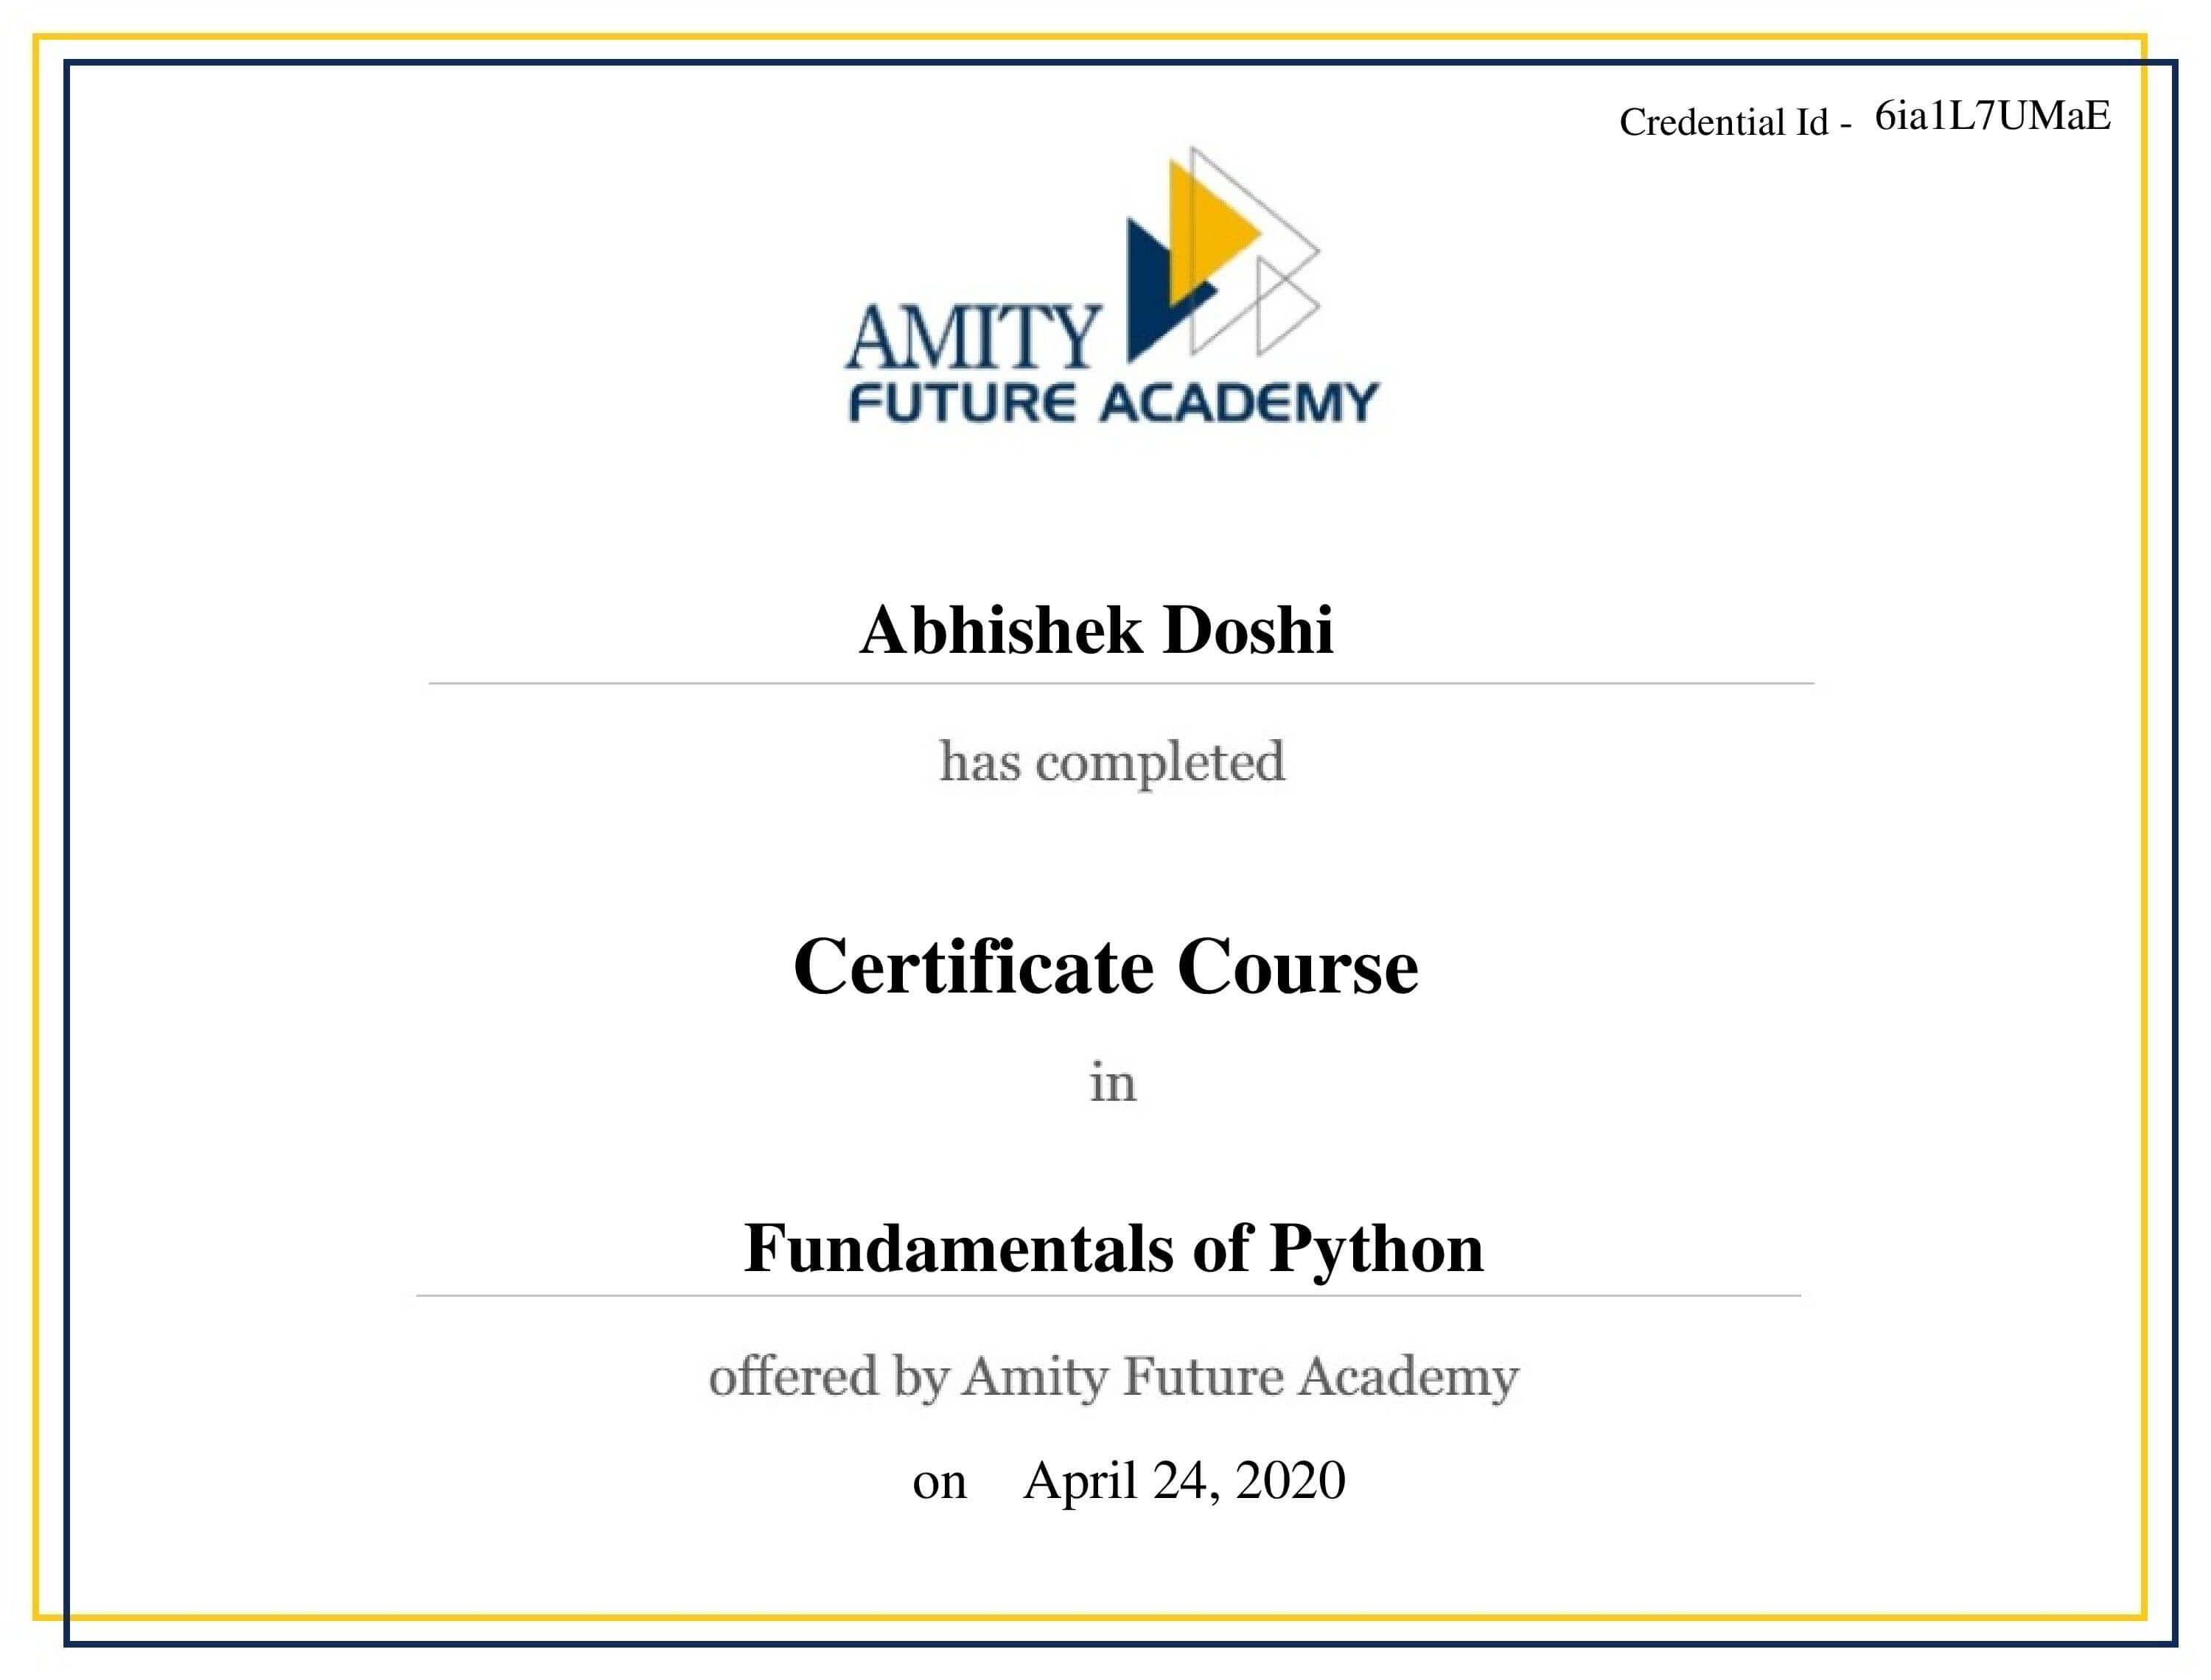 Credential Id - 6ia1L7UMaE
AMITY
FUTURE ACADEMY
Abhishek Doshi
has completed
Certificate Course
in
Fundamentals of Python
offered by Amity Future Academy
on April 24, 2020